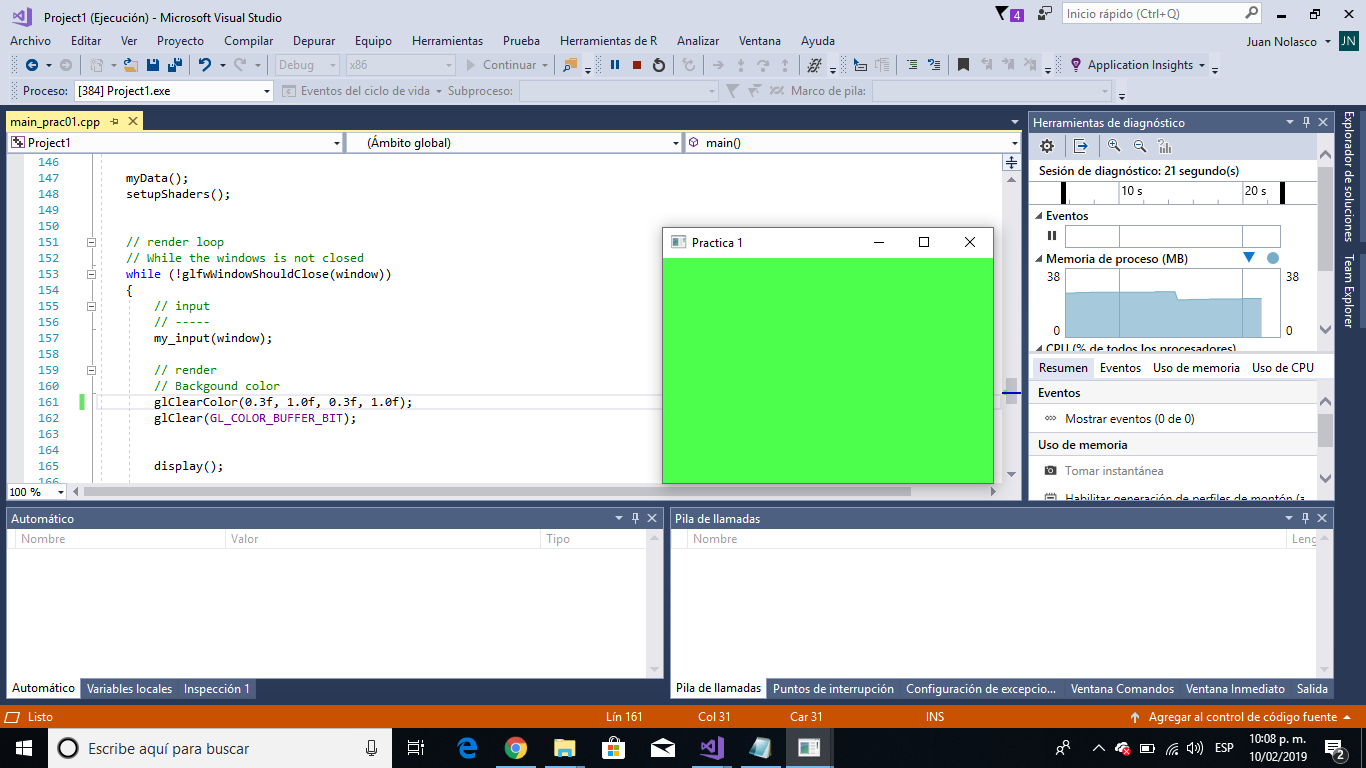 Project1 (Ejecución) - Microsoft Visual Studio
4
Inicio rápido (Ctrl+Q)
Archivo Editar Ver Proyecto Compilar Depurar Equipo Herramientas Prueba Herramientas de R Analizar Ventana Ayuda
Juan Nolasco JN
Debug x86 Continuar Application Insights
Proceso: [384] Project1.exe Eventos del ciclo de vida Subproceso: Marco de pila:
main_prac01.cpp
Project1 (Ámbito global) main()
146
147 myData();
148 setupShaders();
149
150
151 // render loop
152 // While the windows is not closed
153 while (!glfwWindowShouldClose(window))
154 {
155 // input
156 // -----
157 my_input(window);
158
159 // render
160 // Backgound color
161 glClearColor(0.3f, 1.0f, 0.3f, 1.0f);
162 glClear(GL_COLOR_BUFFER_BIT);
163
164
165 display();
166
100 %
Practica 1
Herramientas de diagnóstico
Sesión de diagnóstico: 21 segundo(s)
10 s 20 s
Eventos
Memoria de proceso (MB)
38 38
0 0
CPU (% de todos los procesadores)
Resumen Eventos Uso de memoria Uso de CPU
Eventos
Mostrar eventos (0 de 0)
Uso de memoria
Tomar instantánea
Habilitar generación de perfiles de montón (a
Explorador de soluciones
Team Explorer
Automático
Nombre Valor Tipo
Automático Variables locales Inspección 1
Pila de llamadas
Nombre Leng
Pila de llamadas Puntos de interrupción Configuración de excepcio... Ventana Comandos Ventana Inmediato Salida
Listo Lín 161 Col 31 Car 31 INS Agregar al control de código fuente
Escribe aquí para buscar
ESP
10:08 p. m.
10/02/2019
2